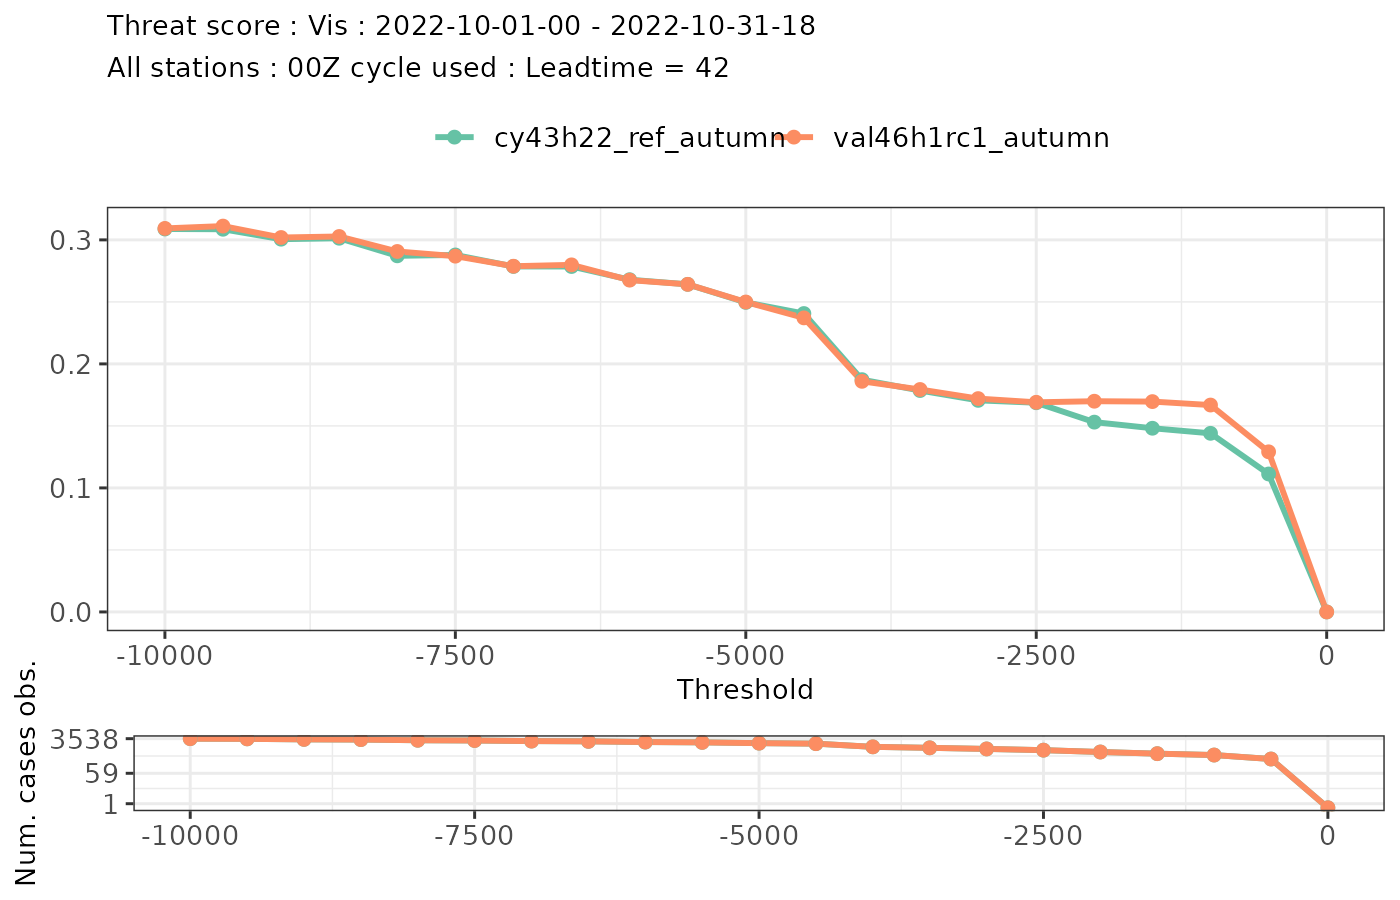 Threat score : Vis : 2022-10-01-00 - 2022-10-31-18
All stations : 00Z cycle used : Leadtime = 42
cy43h22_ref_autumn val46h1rc1_autumn
0.3
0.2
0.1
0.0
-10000 -7500 -5000 -2500 0
Threshold
Num. cases obs.
3538
59
1
-10000 -7500 -5000 -2500 0